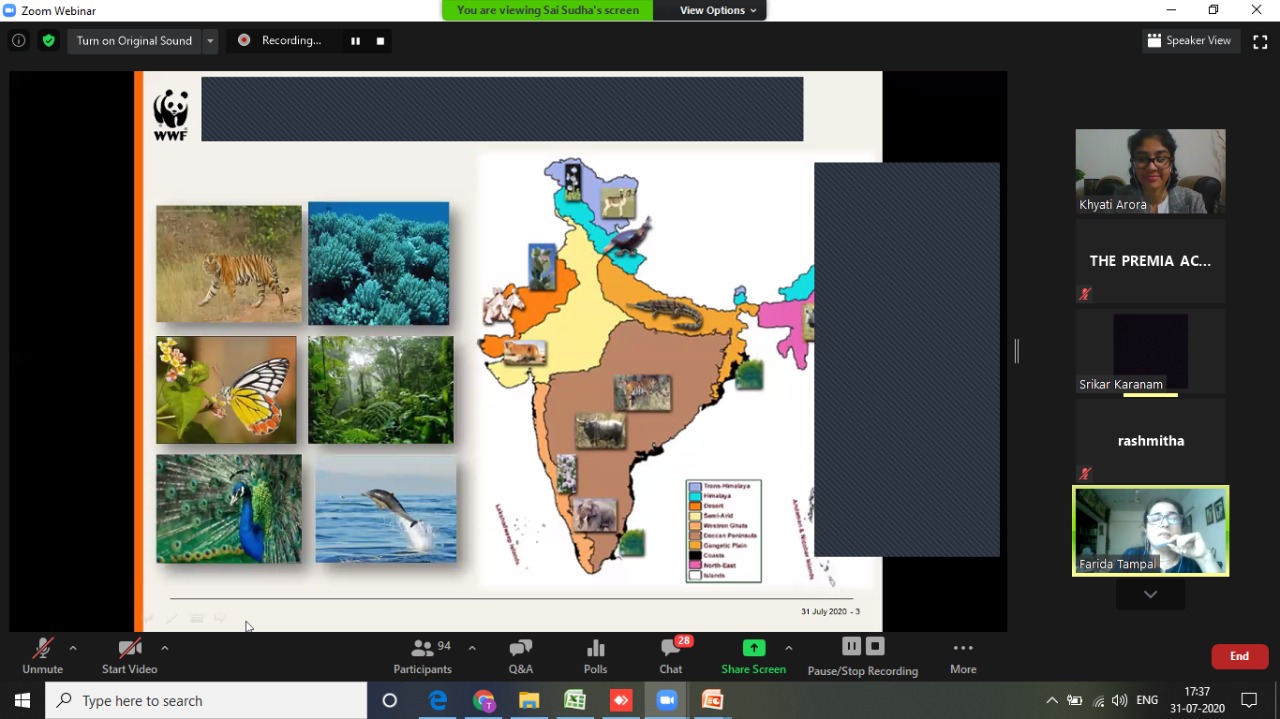 Zoom Webinar
You are viewing Sai Sudha's screen
View Options
Turn on Original Sound
Recording...
Speaker View
WWF
Khyati Arora
THE PREMIA AC...
Srikar Karanam
rashmitha
Farida Tampal
Trans-Himalaya
Himalaya
Desert
Semi-Arid
Western Ghats
Deccan Peninsula
Gangetic Plain
Coasts
North-East
Islands
Lakshadweep Islands
Andaman & Nicobar Islands
31 July 2020 - 3
Unmute
Start Video
94
Participants
Q&A
Polls
28
Chat
Share Screen
Pause/Stop Recording
More
End
Type here to search
ENG
17:37
31-07-2020